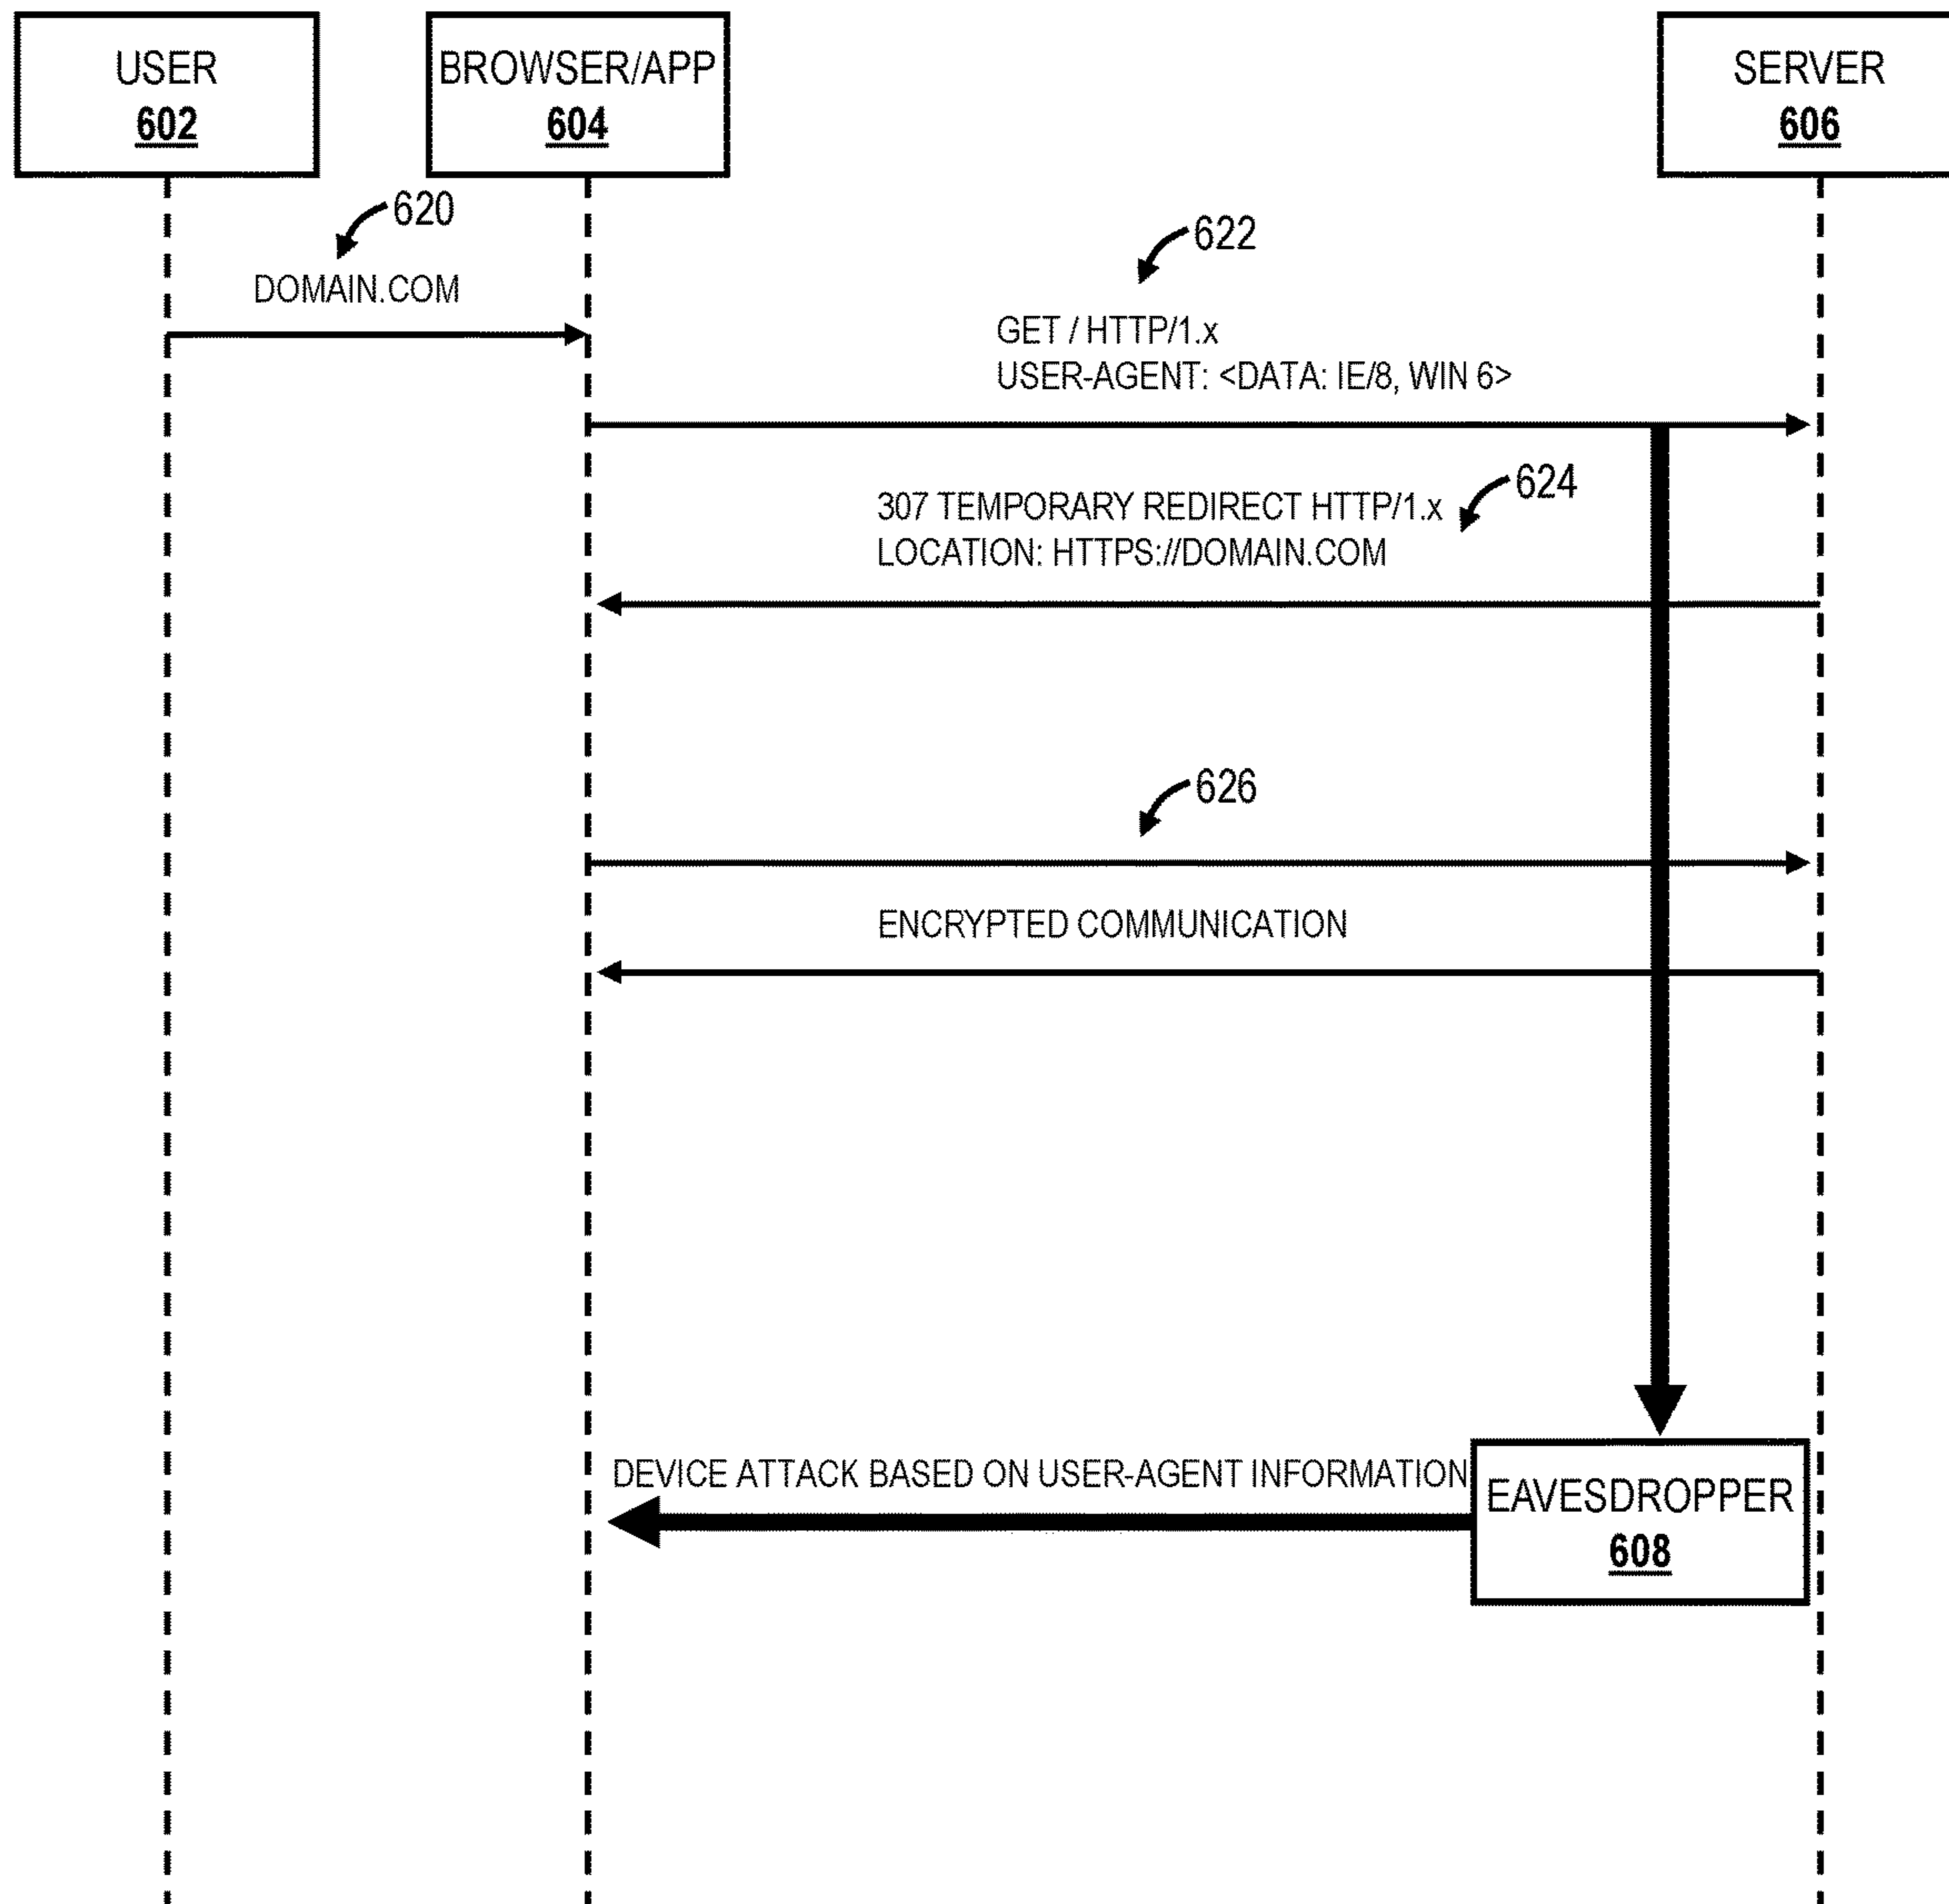 USER
602
BROWSER/APP
604
SERVER
606
620
DOMAIN.COM
622
GET / HTTP/1.x
USER-AGENT: <DATA: IE/8, WIN 6>
624
307 TEMPORARY REDIRECT HTTP/1.x
LOCATION: HTTPS://DOMAIN.COM
626
ENCRYPTED COMMUNICATION
DEVICE ATTACK BASED ON USER-AGENT INFORMATION
EAVESDROPPER
608